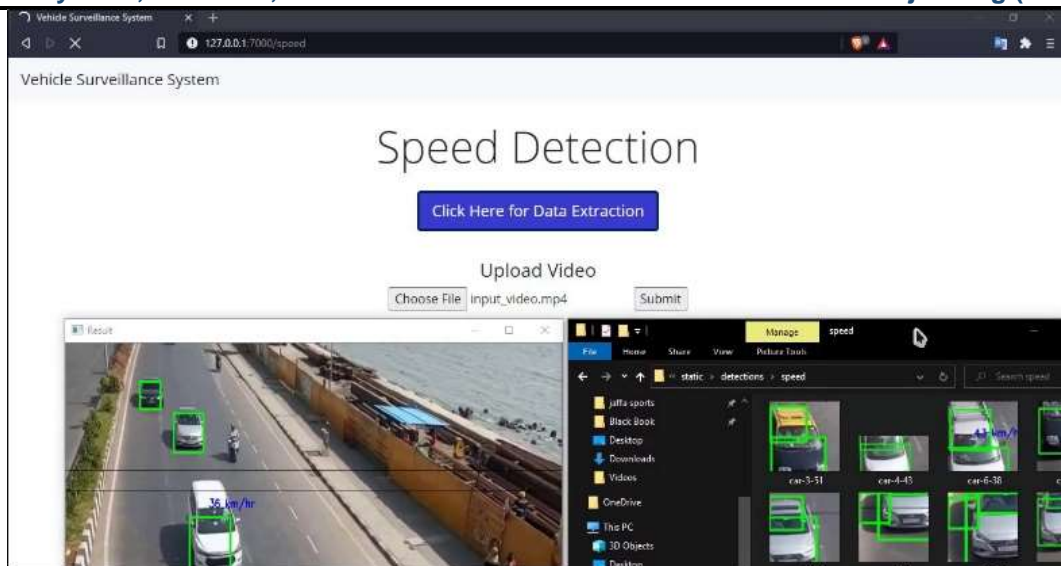 Vehicle Surveillance System
127.0.0.1:7000/speed
Vehicle Surveillance System
Speed Detection
Click Here for Data Extraction
Upload Video
Choose File input_video.mp4 Submit
Result
36 km/hr
Manage speed
File Home Share View Picture Tools
static > detections > speed
Search speed
jaffa sports
Black Book
Desktop
Downloads
Videos
OneDrive
This PC
3D Objects
Desktop
43 km/h
car-3-51 car-4-43 car-6-38